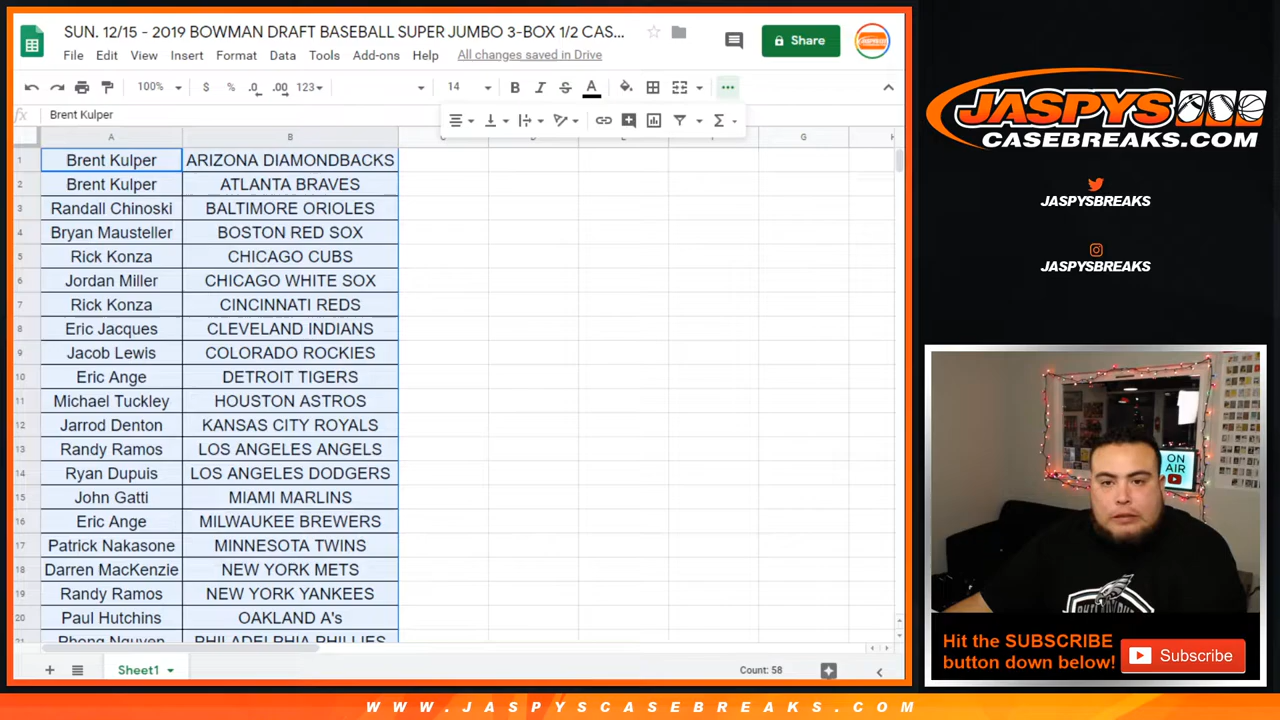 SUN. 12/15 - 2019 BOWMAN DRAFT BASEBALL SUPER JUMBO 3-BOX 1/2 CAS...
File Edit View Insert Format Data Tools Add-ons Help All changes saved in Drive
Share
100% $ % .0 .00 123 14 B I S A
fx Brent Kulper
A B C D E F G H
1 Brent Kulper ARIZONA DIAMONDBACKS
2 Brent Kulper ATLANTA BRAVES
3 Randall Chinoski BALTIMORE ORIOLES
4 Bryan Mausteller BOSTON RED SOX
5 Rick Konza CHICAGO CUBS
6 Jordan Miller CHICAGO WHITE SOX
7 Rick Konza CINCINNATI REDS
8 Eric Jacques CLEVELAND INDIANS
9 Jacob Lewis COLORADO ROCKIES
10 Eric Ange DETROIT TIGERS
11 Michael Tuckley HOUSTON ASTROS
12 Jarrod Denton KANSAS CITY ROYALS
13 Randy Ramos LOS ANGELES ANGELS
14 Ryan Dupuis LOS ANGELES DODGERS
15 John Gatti MIAMI MARLINS
16 Eric Ange MILWAUKEE BREWERS
17 Patrick Nakasone MINNESOTA TWINS
18 Darren MacKenzie NEW YORK METS
19 Randy Ramos NEW YORK YANKEES
20 Paul Hutchins OAKLAND A's
21 Phong Nguyen PHILADELPHIA PHILLIES
Sheet1
Count: 58
JASPYS
CASEBREAKS.COM
JASPYSBREAKS
JASPYSBREAKS
ON
AIR
Hit the SUBSCRIBE
button down below!
Subscribe
WWW.JASPYSCASEBREAKS.COM